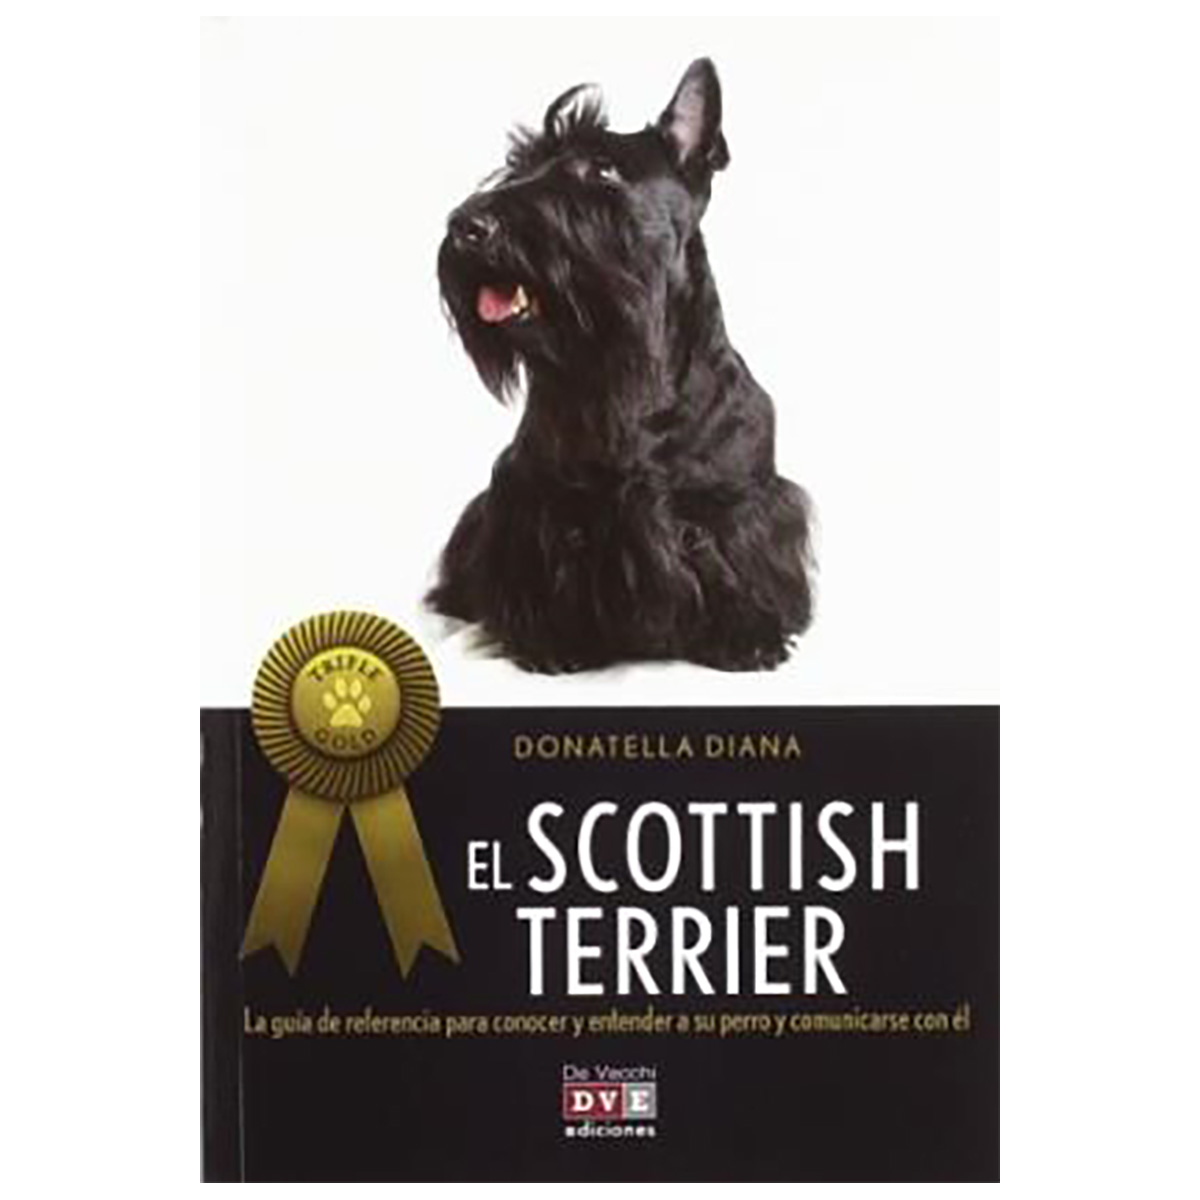 TRIPLE
GOLD
DONATELLA DIANA
EL SCOTTISH
TERRIER
La guía de referencia para conocer y entender a su perro y comunicarse con él
De Vecchi
DVE
ediciones